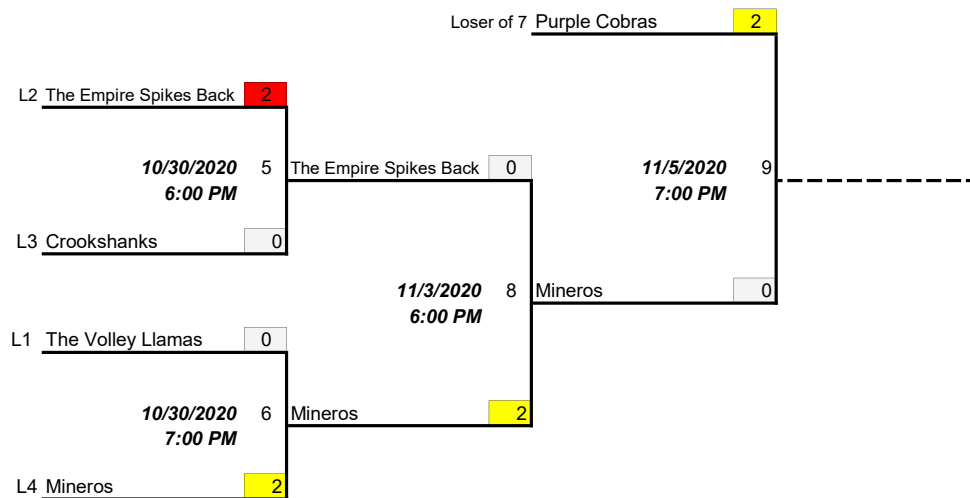 Loser of 7 Purple Cobras 2
L2 The Empire Spikes Back 2
10/30/2020 5 The Empire Spikes Back 0 11/5/2020 9
6:00 PM 7:00 PM
L3 Crookshanks 0
11/3/2020 8 Mineros 0
6:00 PM
L1 The Volley Llamas 0
10/30/2020 6 Mineros 2
7:00 PM
L4 Mineros 2